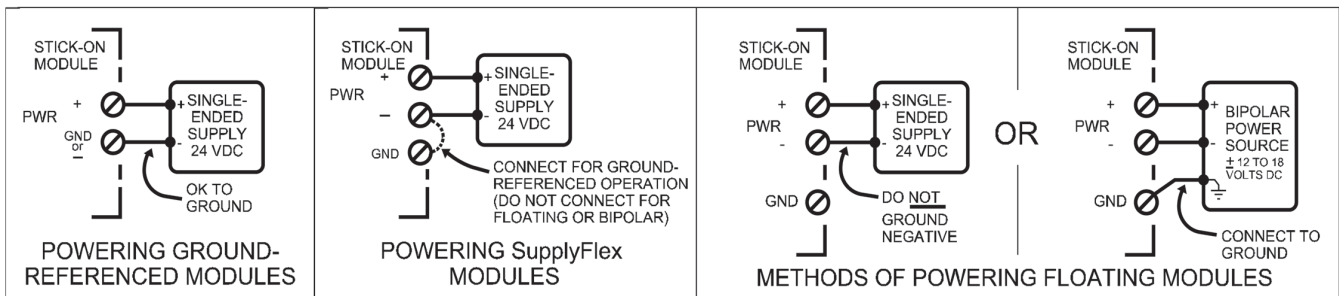 STICK-ON
MODULE
+
PWR
GND
or
–
+ SINGLE-
ENDED
SUPPLY
- 24 VDC
OK TO
GROUND
POWERING GROUND-
REFERENCED MODULES
STICK-ON
MODULE
+
PWR
–
GND
+ SINGLE-
ENDED
SUPPLY
- 24 VDC
CONNECT FOR GROUND-
REFERENCED OPERATION
(DO NOT CONNECT FOR
FLOATING OR BIPOLAR)
POWERING SupplyFlex
MODULES
STICK-ON
MODULE
+
PWR
-
GND
+ SINGLE-
ENDED
SUPPLY
- 24 VDC
DO NOT
GROUND
NEGATIVE
OR
STICK-ON
MODULE
+
PWR
-
GND
+
BIPOLAR
POWER
- SOURCE
± 12 TO 18
VOLTS DC
CONNECT TO
GROUND
METHODS OF POWERING FLOATING MODULES